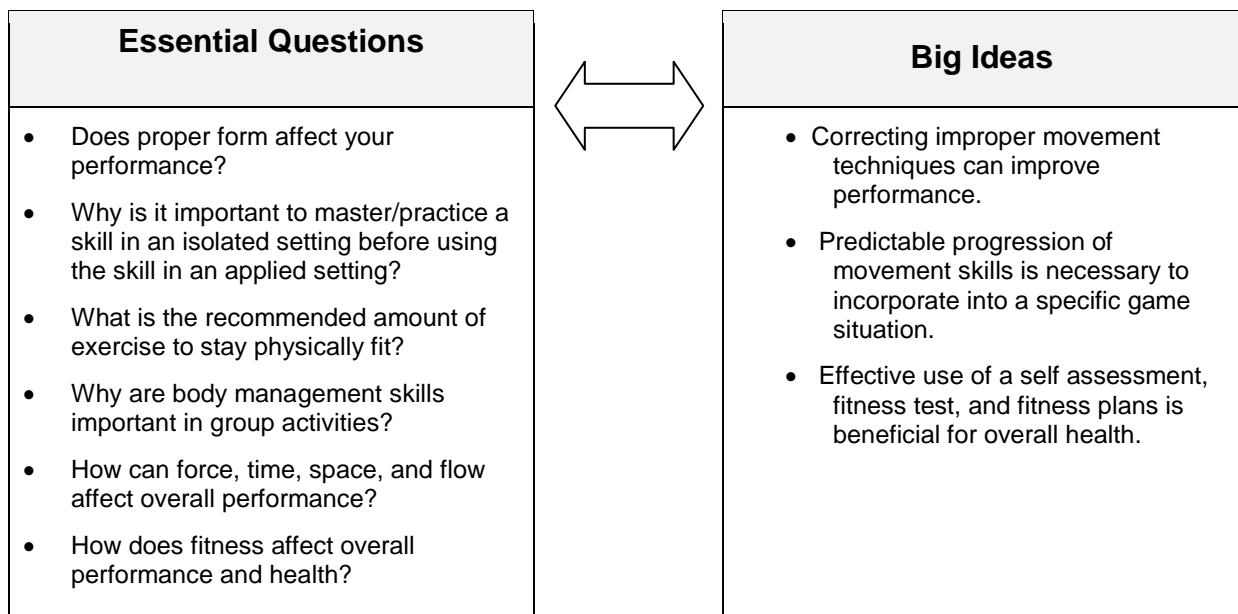 Essential Questions
• Does proper form affect your
performance?
• Why is it important to master/practice a
skill in an isolated setting before using
the skill in an applied setting?
• What is the recommended amount of
exercise to stay physically fit?
• Why are body management skills
important in group activities?
• How can force, time, space, and flow
affect overall performance?
• How does fitness affect overall
performance and health?
Big Ideas
• Correcting improper movement
techniques can improve
performance.
• Predictable progression of
movement skills is necessary to
incorporate into a specific game
situation.
• Effective use of a self assessment,
fitness test, and fitness plans is
beneficial for overall health.